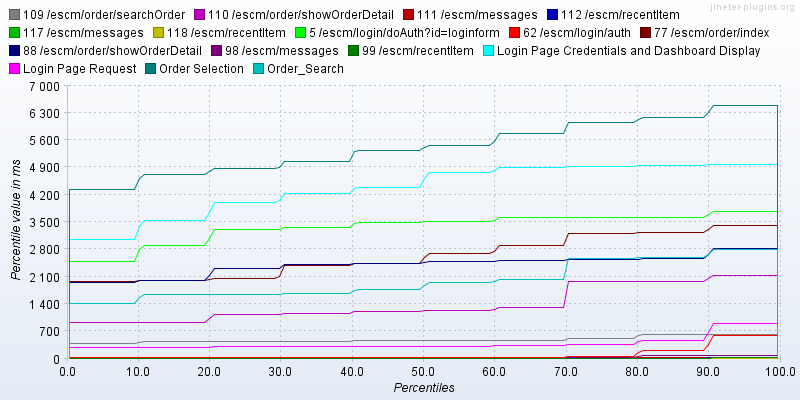 jmeter-plugins.org
109 /escm/order/searchOrder 110 /escm/order/showOrderDetail 111 /escm/messages 112 /escm/recentItem
117 /escm/messages 118 /escm/recentItem 5 /escm/login/doAuth?id=loginform 62 /escm/login/auth 77 /escm/order/index
88 /escm/order/showOrderDetail 98 /escm/messages 99 /escm/recentItem Login Page Credentials and Dashboard Display
Login Page Request Order Selection Order_Search
7 000
6 300
5 600
4 900
4 200
3 500
2 800
2 100
1 400
700
0
Percentile value in ms
0.0 10.0 20.0 30.0 40.0 50.0 60.0 70.0 80.0 90.0 100.0
Percentiles